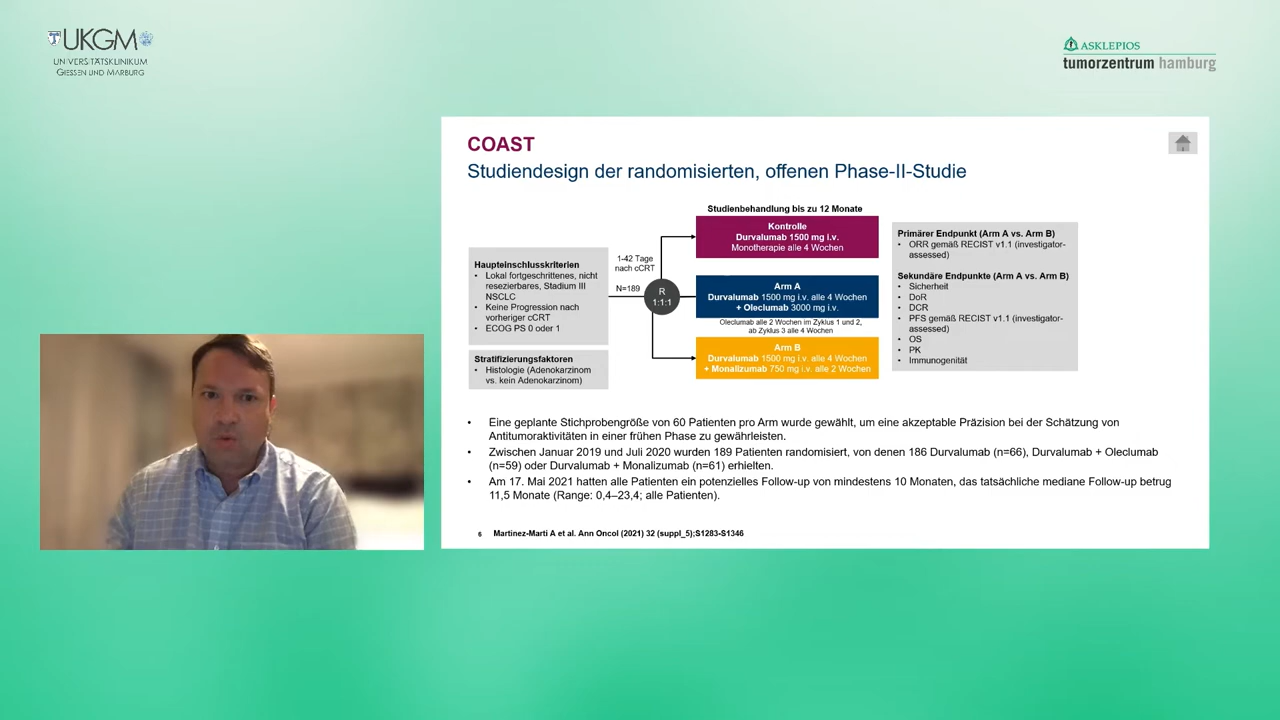 UKGM
UNIVERSITÄTSKLINIKUM
GIESSEN UND MARBURG
ASKLEPIOS
tumorzentrum hamburg
COAST
Studiendesign der randomisierten, offenen Phase-II-Studie
Haupteinschlusskriterien
• Lokal fortgeschrittenes, nicht
resezierbares, Stadium III
NSCLC
• Keine Progression nach
vorheriger cCRT
• ECOG PS 0 oder 1
Stratifizierungsfaktoren
• Histologie (Adenokarzinom
vs. kein Adenokarzinom)
1-42 Tage
nach cCRT
N=189
R
1:1:1
Studienbehandlung bis zu 12 Monate
Kontrolle
Durvalumab 1500 mg i.v.
Monotherapie alle 4 Wochen
Arm A
Durvalumab 1500 mg i.v. alle 4 Wochen
+ Oleclumab 3000 mg i.v.
Oleclumab alle 2 Wochen im Zyklus 1 und 2,
ab Zyklus 3 alle 4 Wochen
Arm B
Durvalumab 1500 mg i.v. alle 4 Wochen
+ Monalizumab 750 mg i.v. alle 2 Wochen
Primärer Endpunkt (Arm A vs. Arm B)
• ORR gemäß RECIST v1.1 (investigator-
assessed)
Sekundäre Endpunkte (Arm A vs. Arm B)
• Sicherheit
• DoR
• DCR
• PFS gemäß RECIST v1.1 (investigator-
assessed)
• OS
• PK
• Immunogenität
• Eine geplante Stichprobengröße von 60 Patienten pro Arm wurde gewählt, um eine akzeptable Präzision bei der Schätzung von
Antitumoraktivitäten in einer frühen Phase zu gewährleisten.
• Zwischen Januar 2019 und Juli 2020 wurden 189 Patienten randomisiert, von denen 186 Durvalumab (n=66), Durvalumab + Oleclumab
(n=59) oder Durvalumab + Monalizumab (n=61) erhielten.
• Am 17. Mai 2021 hatten alle Patienten ein potenzielles Follow-up von mindestens 10 Monaten, das tatsächliche mediane Follow-up betrug
11,5 Monate (Range: 0,4–23,4; alle Patienten).
6 Martinez-Marti A et al. Ann Oncol (2021) 32 (suppl_5);S1283-S1346